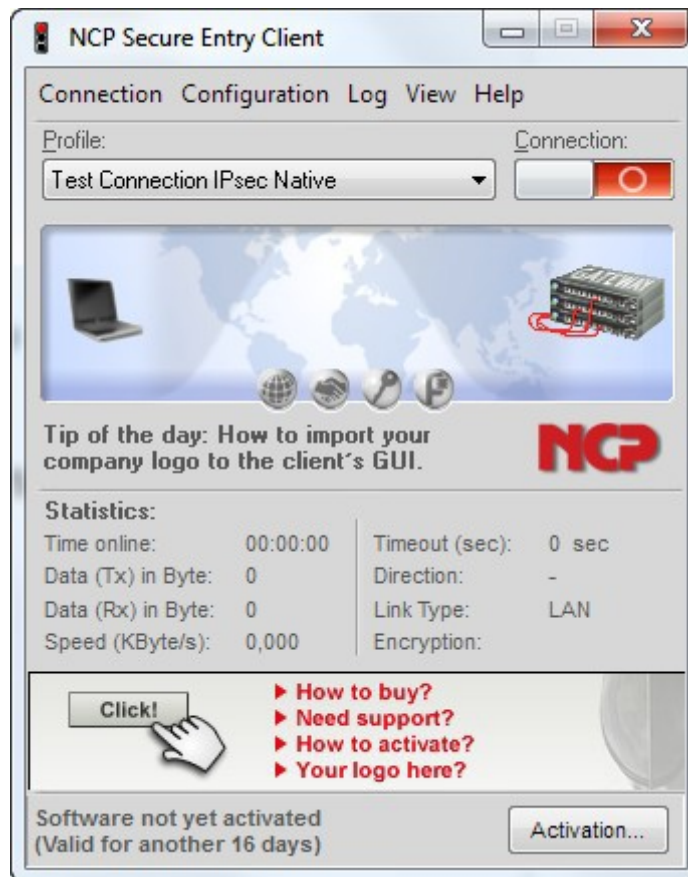 NCP Secure Entry Client
Connection Configuration Log View Help
Profile: Connection:
Test Connection IPsec Native
GATEWAY
Tip of the day: How to import your
company logo to the client's GUI.
NCP
Statistics:
Time online: 00:00:00 Timeout (sec): 0 sec
Data (Tx) in Byte: 0 Direction: -
Data (Rx) in Byte: 0 Link Type: LAN
Speed (KByte/s): 0,000 Encryption:
Click!
How to buy?
Need support?
How to activate?
Your logo here?
Software not yet activated
(Valid for another 16 days)
Activation...